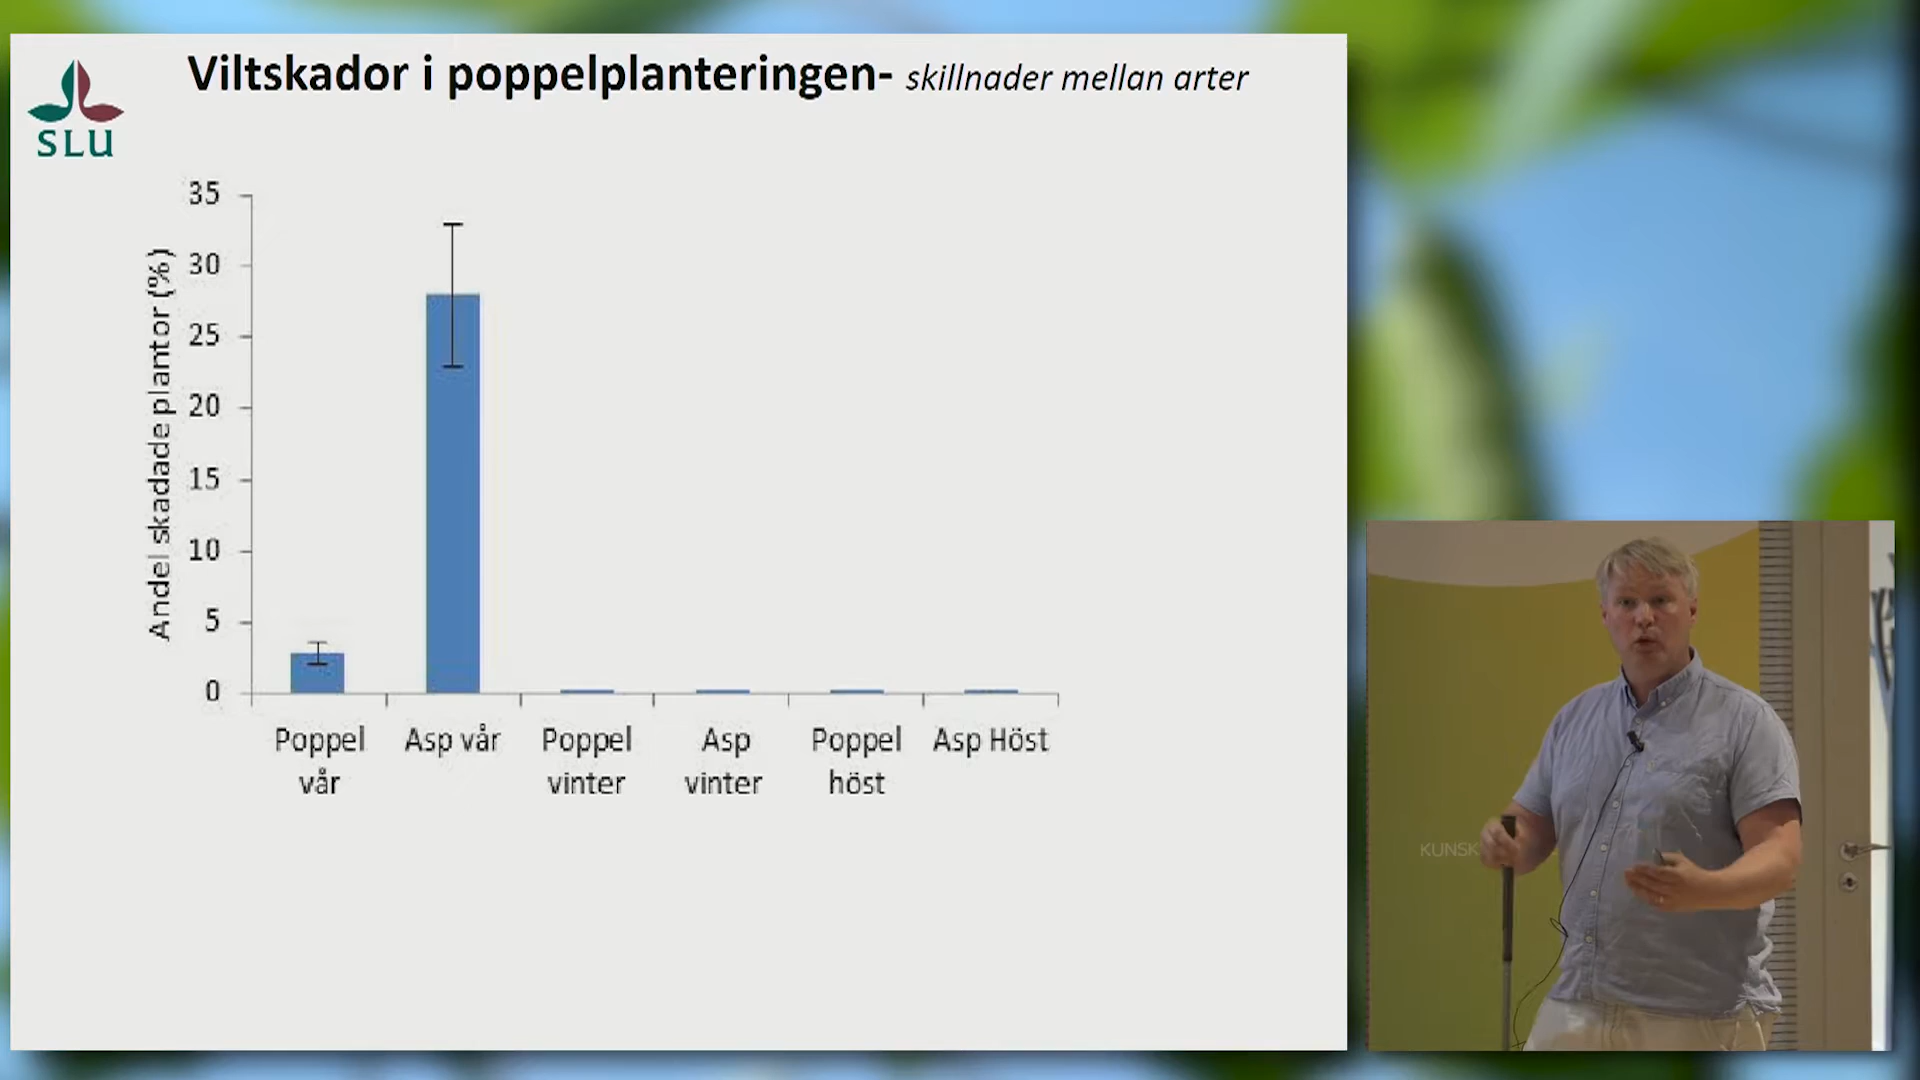 Viltskador i poppelplanteringen- skillnader mellan arter
SLU
Andel skadade plantor (%)
35
30
25
20
15
10
5
0
Poppel vår
Asp vår
Poppel vinter
Asp vinter
Poppel höst
Asp Höst
KUNSK